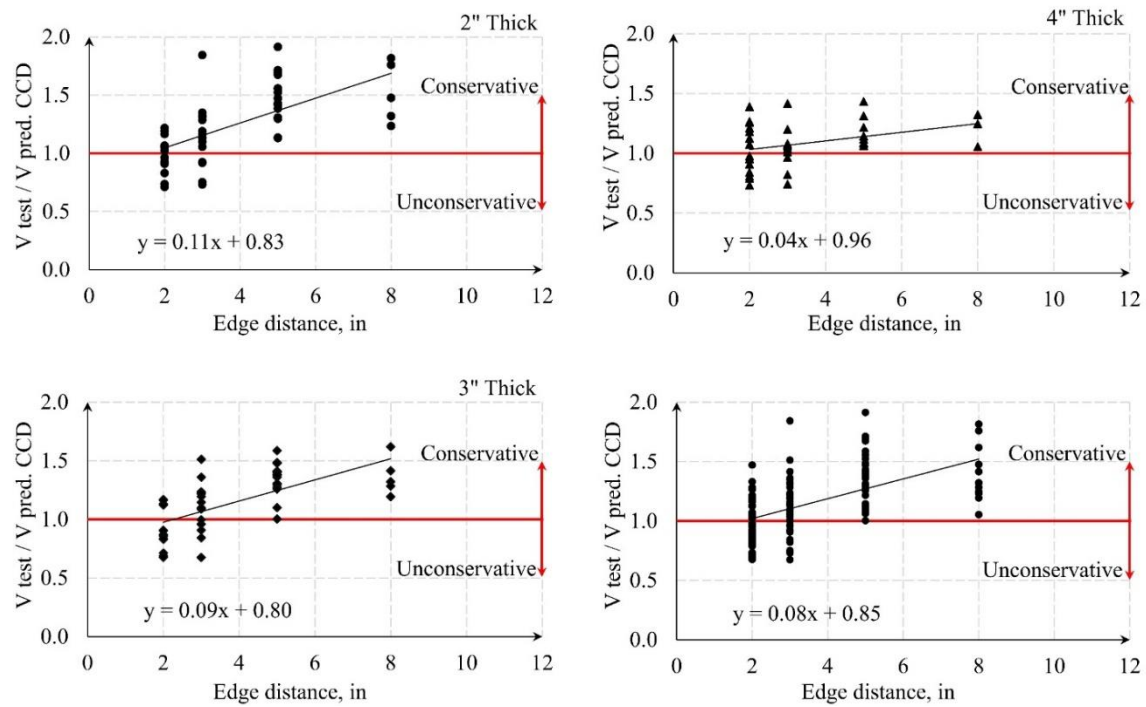 2" Thick
V test / V pred. CCD
2.0
1.5
1.0
0.5
0.0
Conservative
Unconservative
y = 0.11x + 0.83
0 2 4 6 8 10 12
Edge distance, in
4" Thick
V test / V pred. CCD
2.0
1.5
1.0
0.5
0.0
Conservative
Unconservative
y = 0.04x + 0.96
0 2 4 6 8 10 12
Edge distance, in
3" Thick
V test / V pred. CCD
2.0
1.5
1.0
0.5
0.0
Conservative
Unconservative
y = 0.09x + 0.80
0 2 4 6 8 10 12
Edge distance, in
V test / V pred. CCD
2.0
1.5
1.0
0.5
0.0
Conservative
Unconservative
y = 0.08x + 0.85
0 2 4 6 8 10 12
Edge distance, in